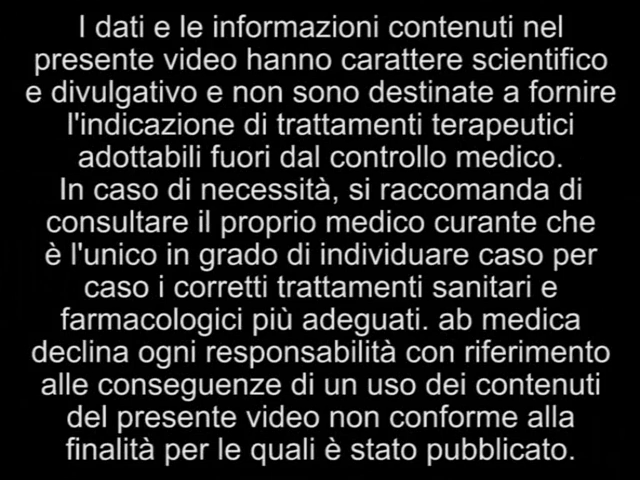 I dati e le informazioni contenuti nel
presente video hanno carattere scientifico
e divulgativo e non sono destinate a fornire
l'indicazione di trattamenti terapeutici
adottabili fuori dal controllo medico.
In caso di necessità, si raccomanda di
consultare il proprio medico curante che
è l'unico in grado di individuare caso per
caso i corretti trattamenti sanitari e
farmacologici più adeguati. ab medica
declina ogni responsabilità con riferimento
alle conseguenze di un uso dei contenuti
del presente video non conforme alla
finalità per le quali è stato pubblicato.